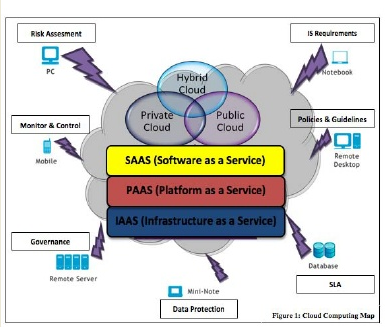 Risk Assesment
IS Requirements
PC
Notebook
Hybrid
Cloud
Private
Cloud
Public
Cloud
Monitor & Control
Policies & Guidelines
Mobile
Remote
Desktop
SAAS (Software as a Service)
PAAS (Platform as a Service)
IAAS (Infrastructure as a Service)
Governance
Remote Server
Database
SLA
Mini-Note
Data Protection
Figure 1: Cloud Computing Map